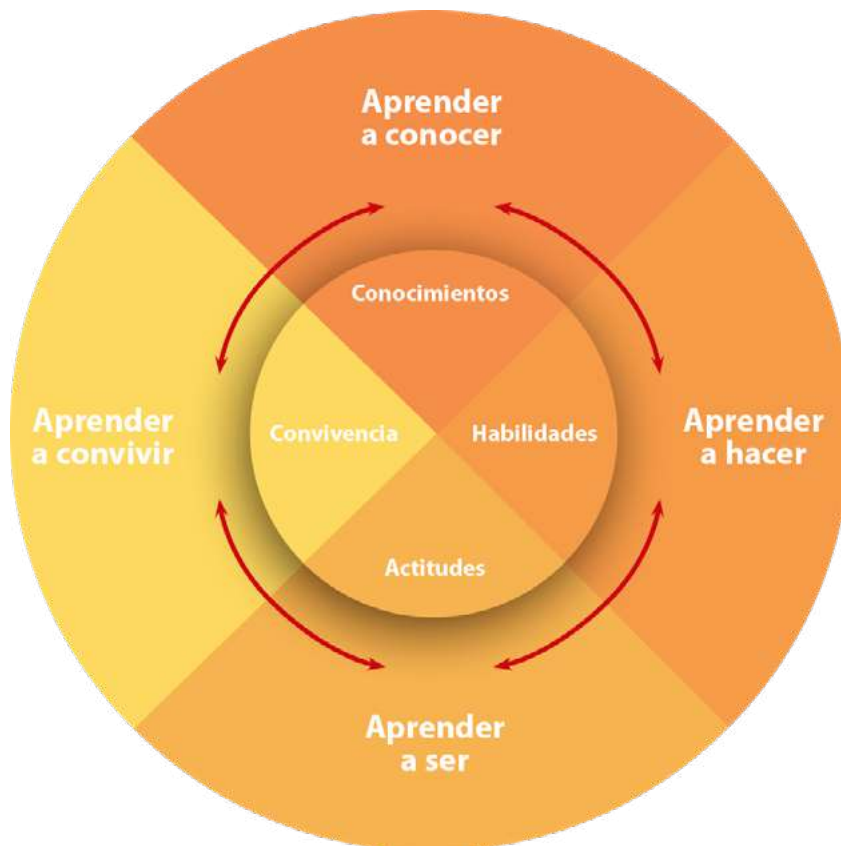 Aprender
a conocer
Conocimientos
Aprender
a convivir
Convivencia
Habilidades
Aprender
a hacer
Actitudes
Aprender
a ser